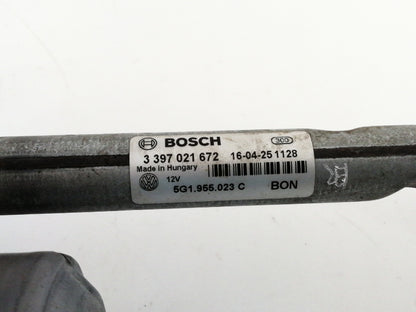 BOSCH
3 397 021 672 16-04-25 1128
Made in Hungary
12V
5G1.955.023 C BON